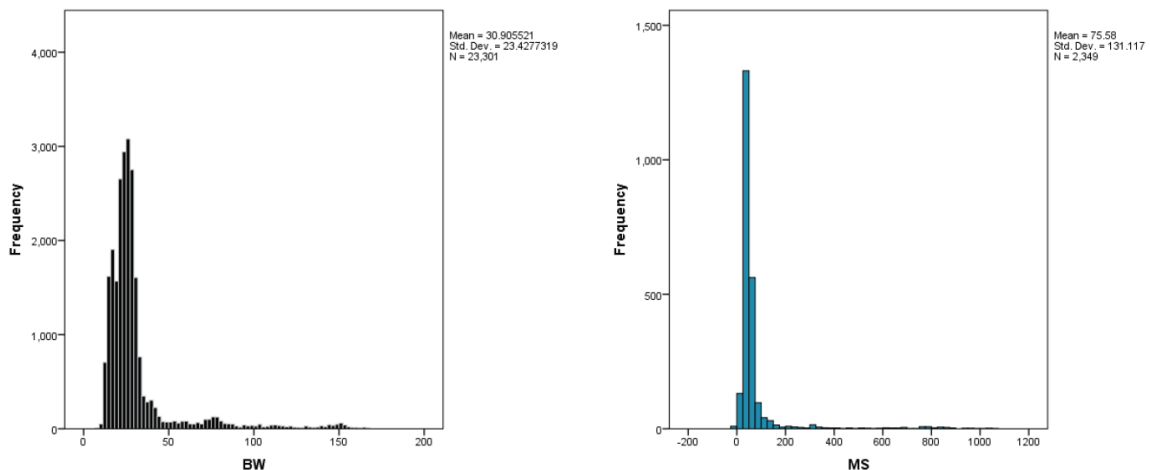 Mean = 30.905521
Std. Dev. = 23.4277319
N = 23,301
4,000
3,000
2,000
1,000
0
Frequency
0 50 100 150 200
BW
Mean = 75.58
Std. Dev. = 131.117
N = 2,349
1,500
1,000
500
0
Frequency
-200 0 200 400 600 800 1000 1200
MS